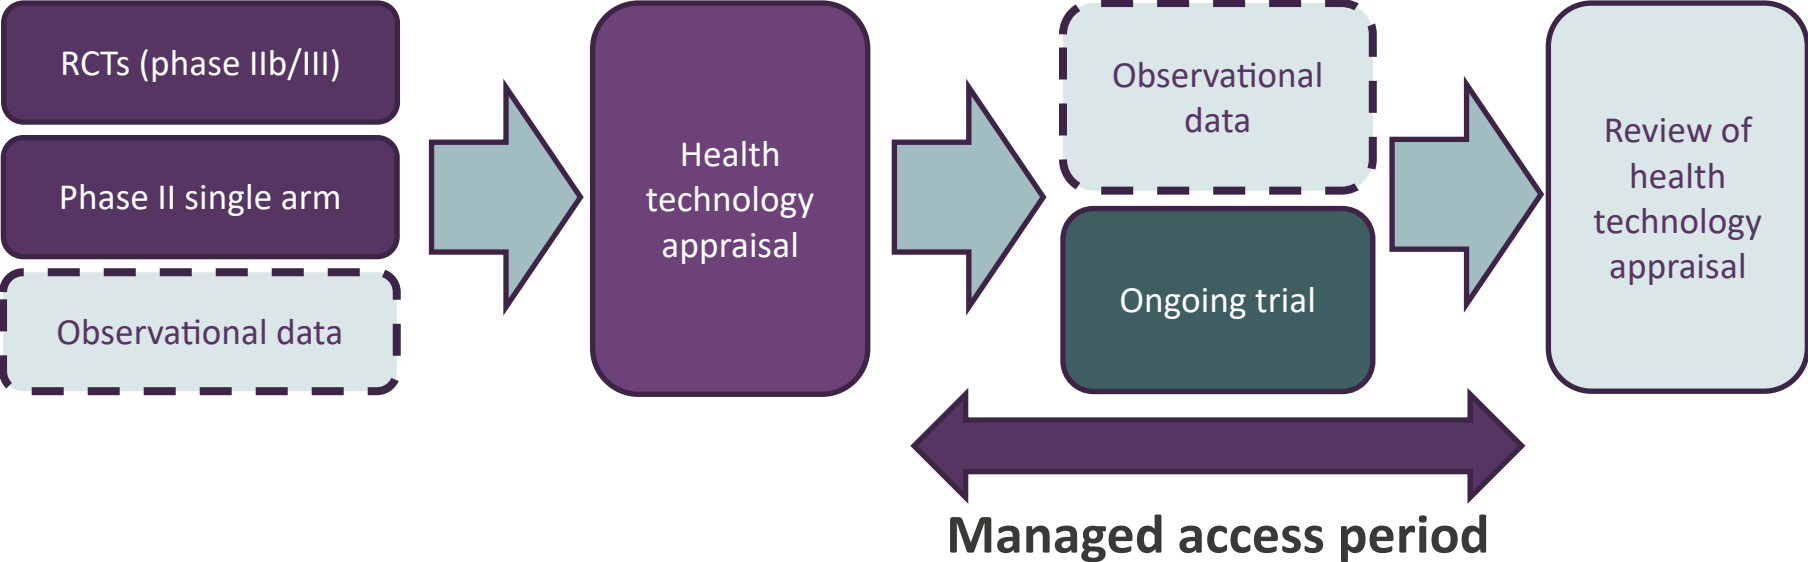 RCTs (phase IIb/III)
Phase II single arm
Observational data
Health
technology
appraisal
Observational
data
Ongoing trial
Review of
health
technology
appraisal
Managed access period